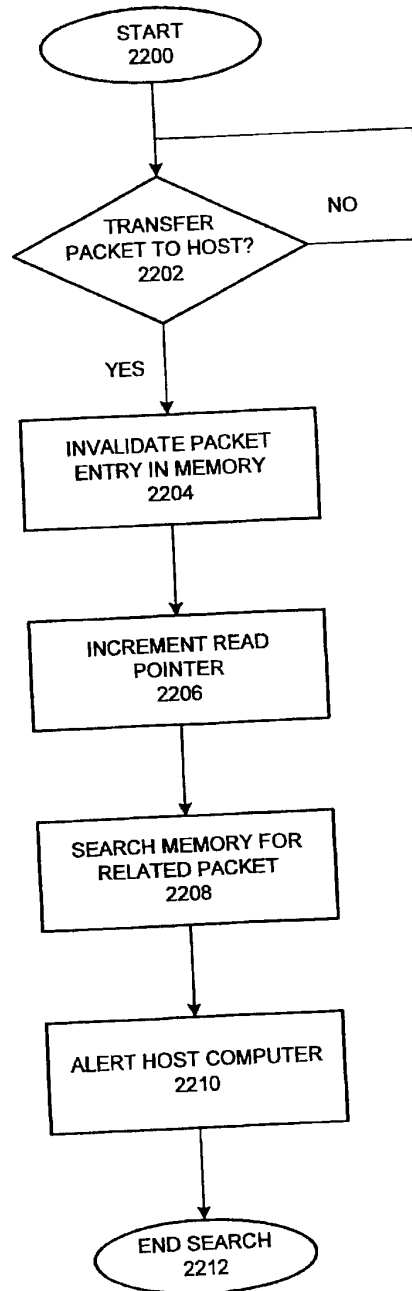 START
2200
TRANSFER
PACKET TO HOST?
2202
NO
YES
INVALIDATE PACKET
ENTRY IN MEMORY
2204
INCREMENT READ
POINTER
2206
SEARCH MEMORY FOR
RELATED PACKET
2208
ALERT HOST COMPUTER
2210
END SEARCH
2212